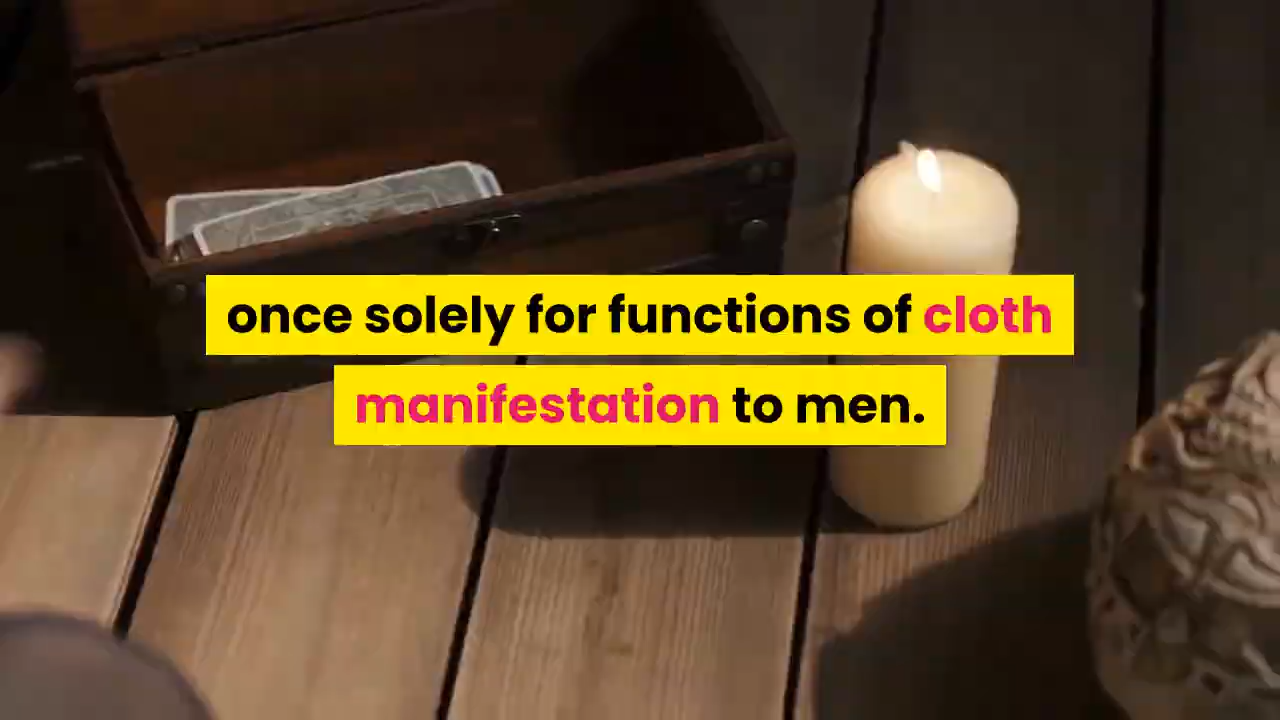 once solely for functions of cloth
manifestation to men.